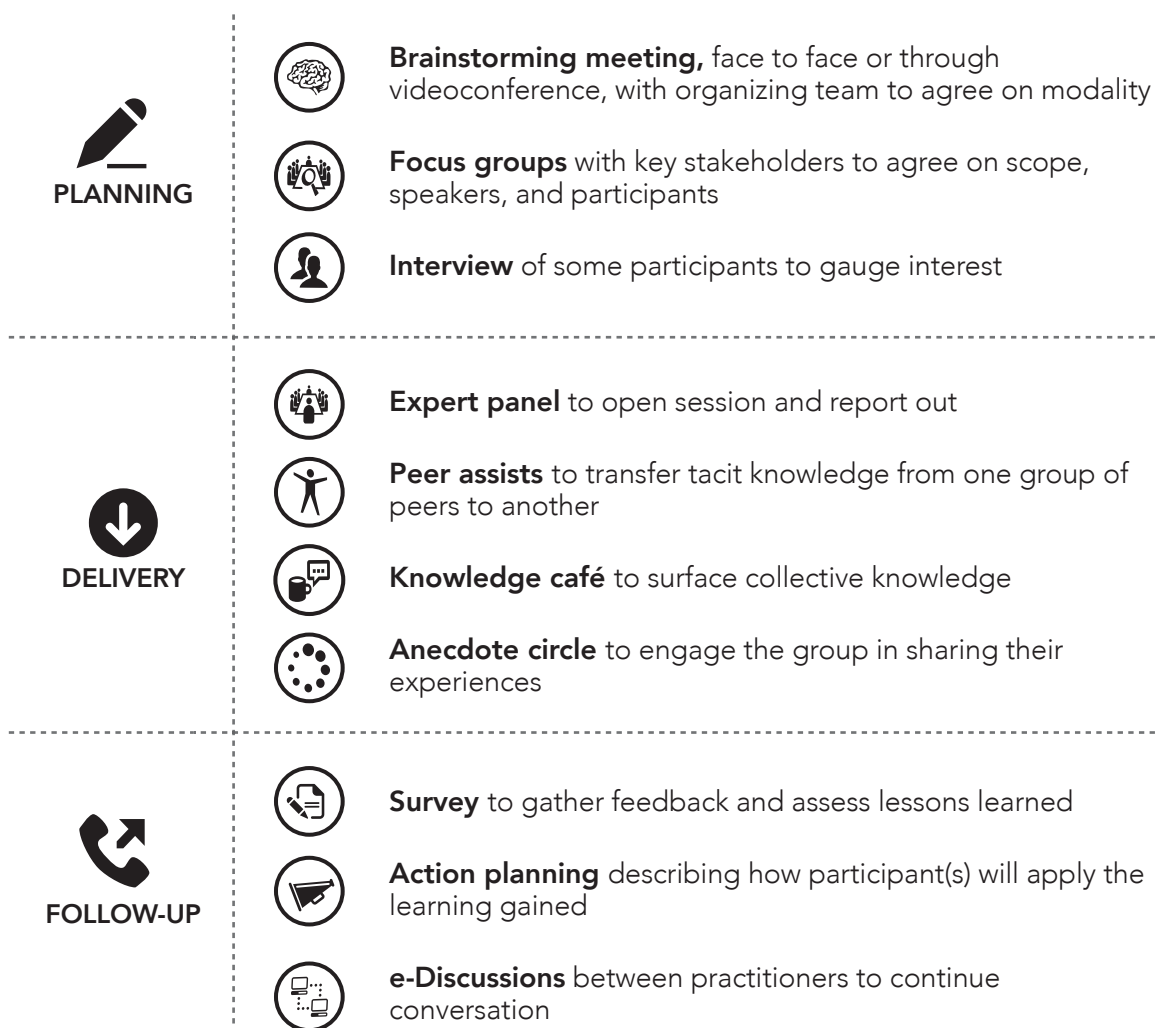 PLANNING
Brainstorming meeting, face to face or through
videoconference, with organizing team to agree on modality
Focus groups with key stakeholders to agree on scope,
speakers, and participants
Interview of some participants to gauge interest
DELIVERY
Expert panel to open session and report out
Peer assists to transfer tacit knowledge from one group of
peers to another
Knowledge café to surface collective knowledge
Anecdote circle to engage the group in sharing their
experiences
FOLLOW-UP
Survey to gather feedback and assess lessons learned
Action planning describing how participant(s) will apply the
learning gained
e-Discussions between practitioners to continue
conversation